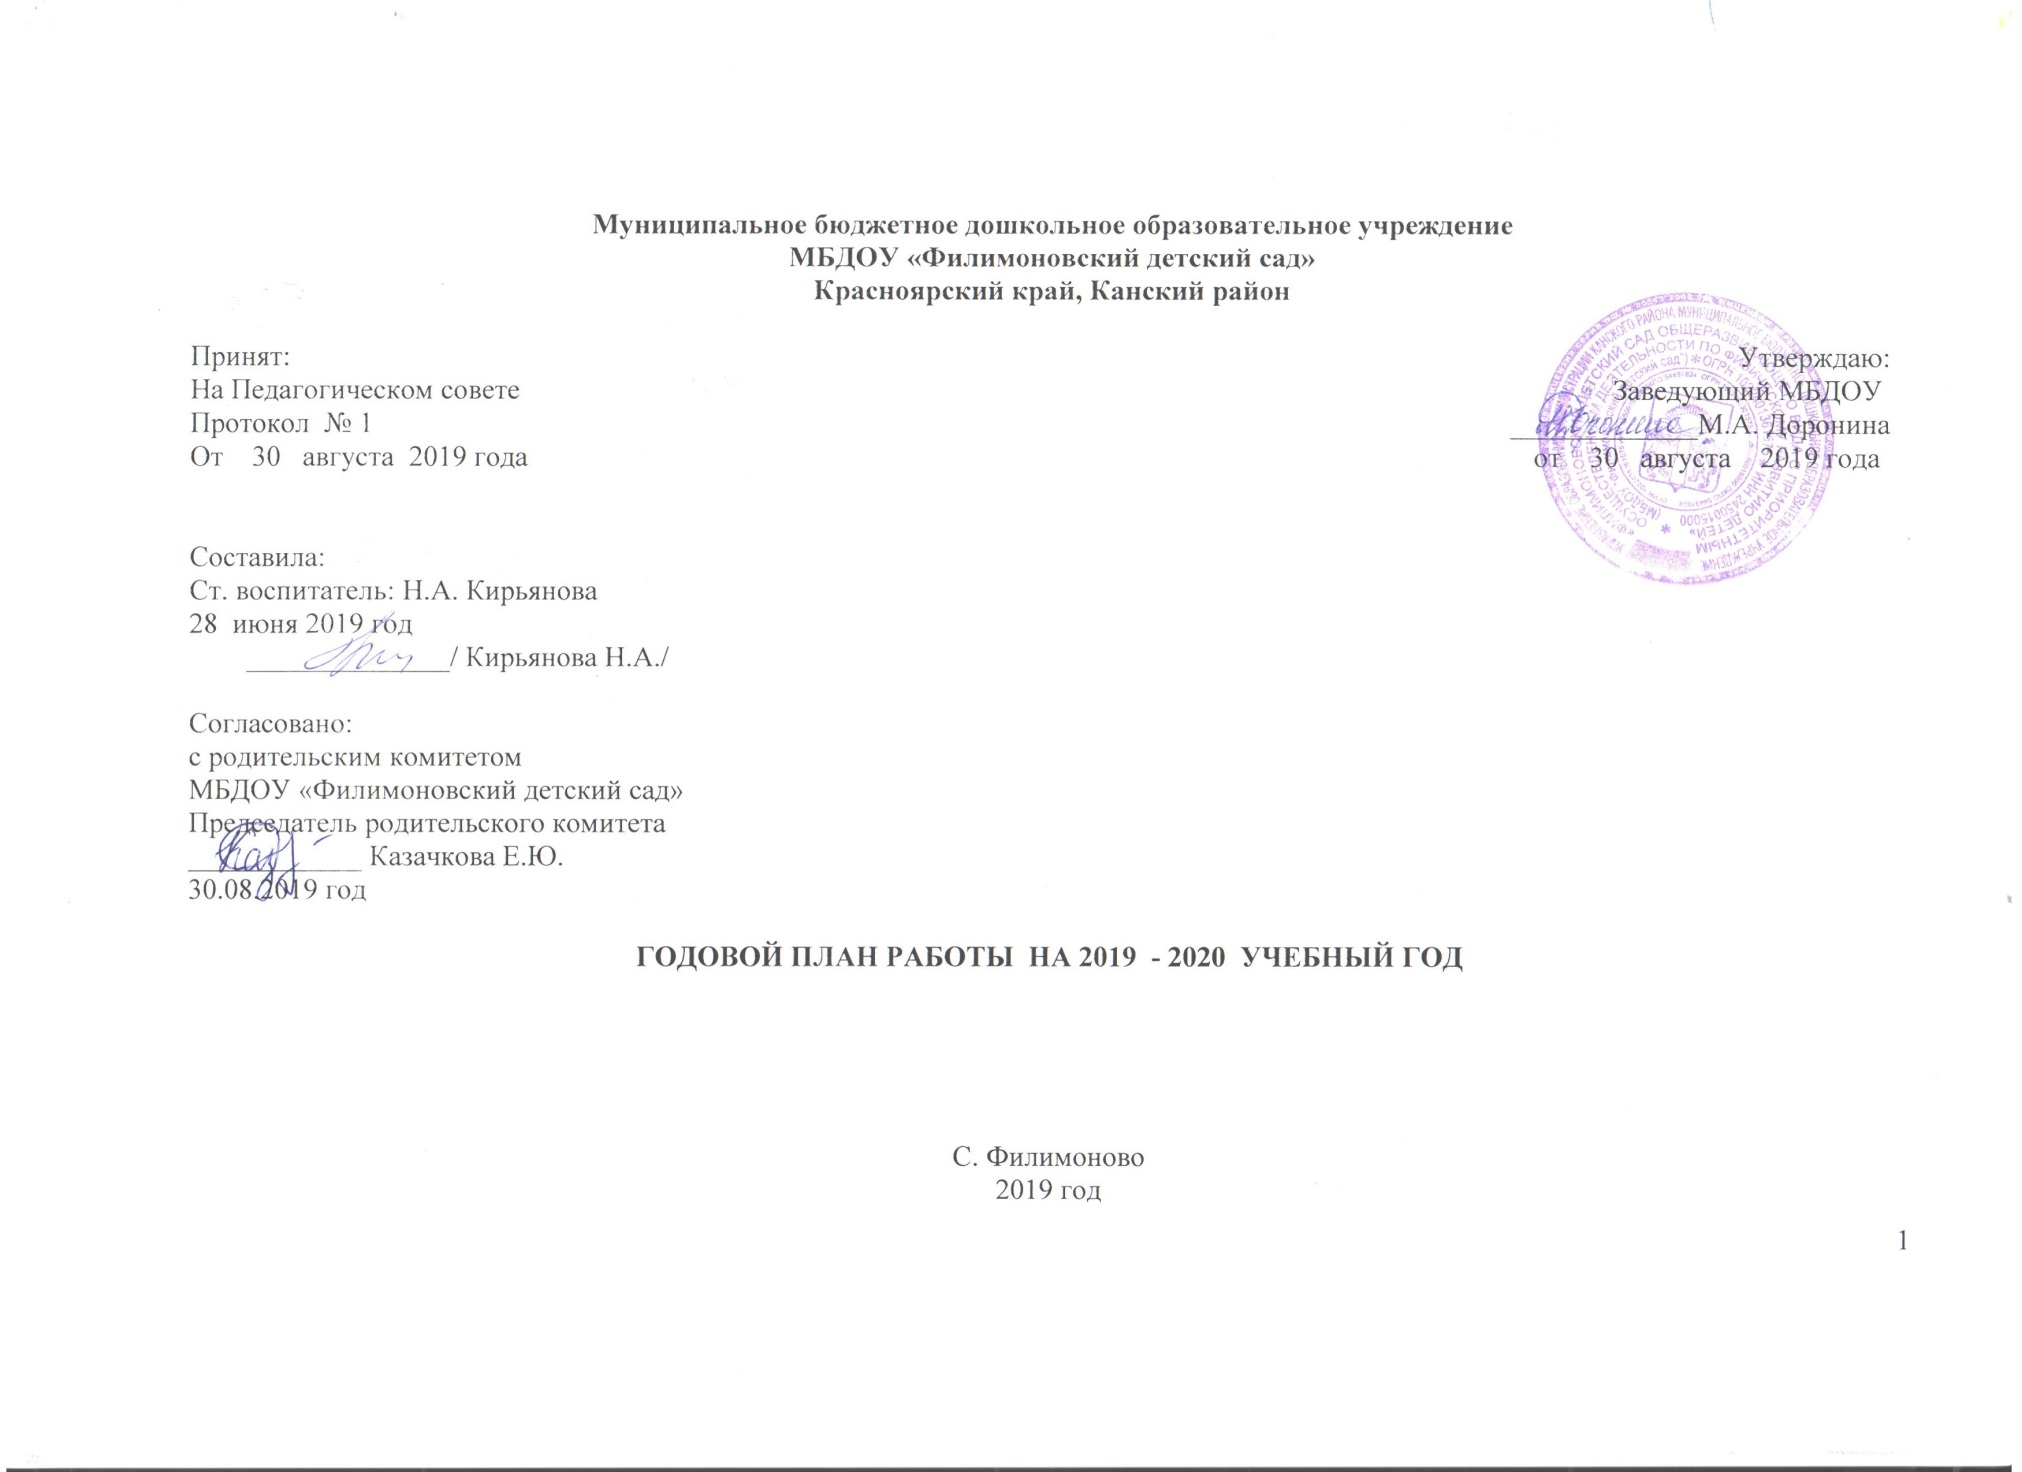 Муниципальное бюджетное дошкольное образовательное учреждение
МБДОУ «Филимоновский детский сад»
Красноярский край, Канский район
Принят:
На Педагогическом совете
Протокол № 1
От 30 августа 2019 года
Утверждаю:
Заведующий МБДОУ
______________М.А. Доронина
от 30 августа 2019 года
Составила:
Ст. воспитатель: Н.А. Кирьянова
28 июня 2019 год
_______________/ Кирьянова Н.А./
Согласовано:
с родительским комитетом
МБДОУ «Филимоновский детский сад»
Председатель родительского комитета
_____________ Казачкова Е.Ю.
30.08.2019 год
ГОДОВОЙ ПЛАН РАБОТЫ НА 2019 - 2020 УЧЕБНЫЙ ГОД
С. Филимоново
2019 год
1